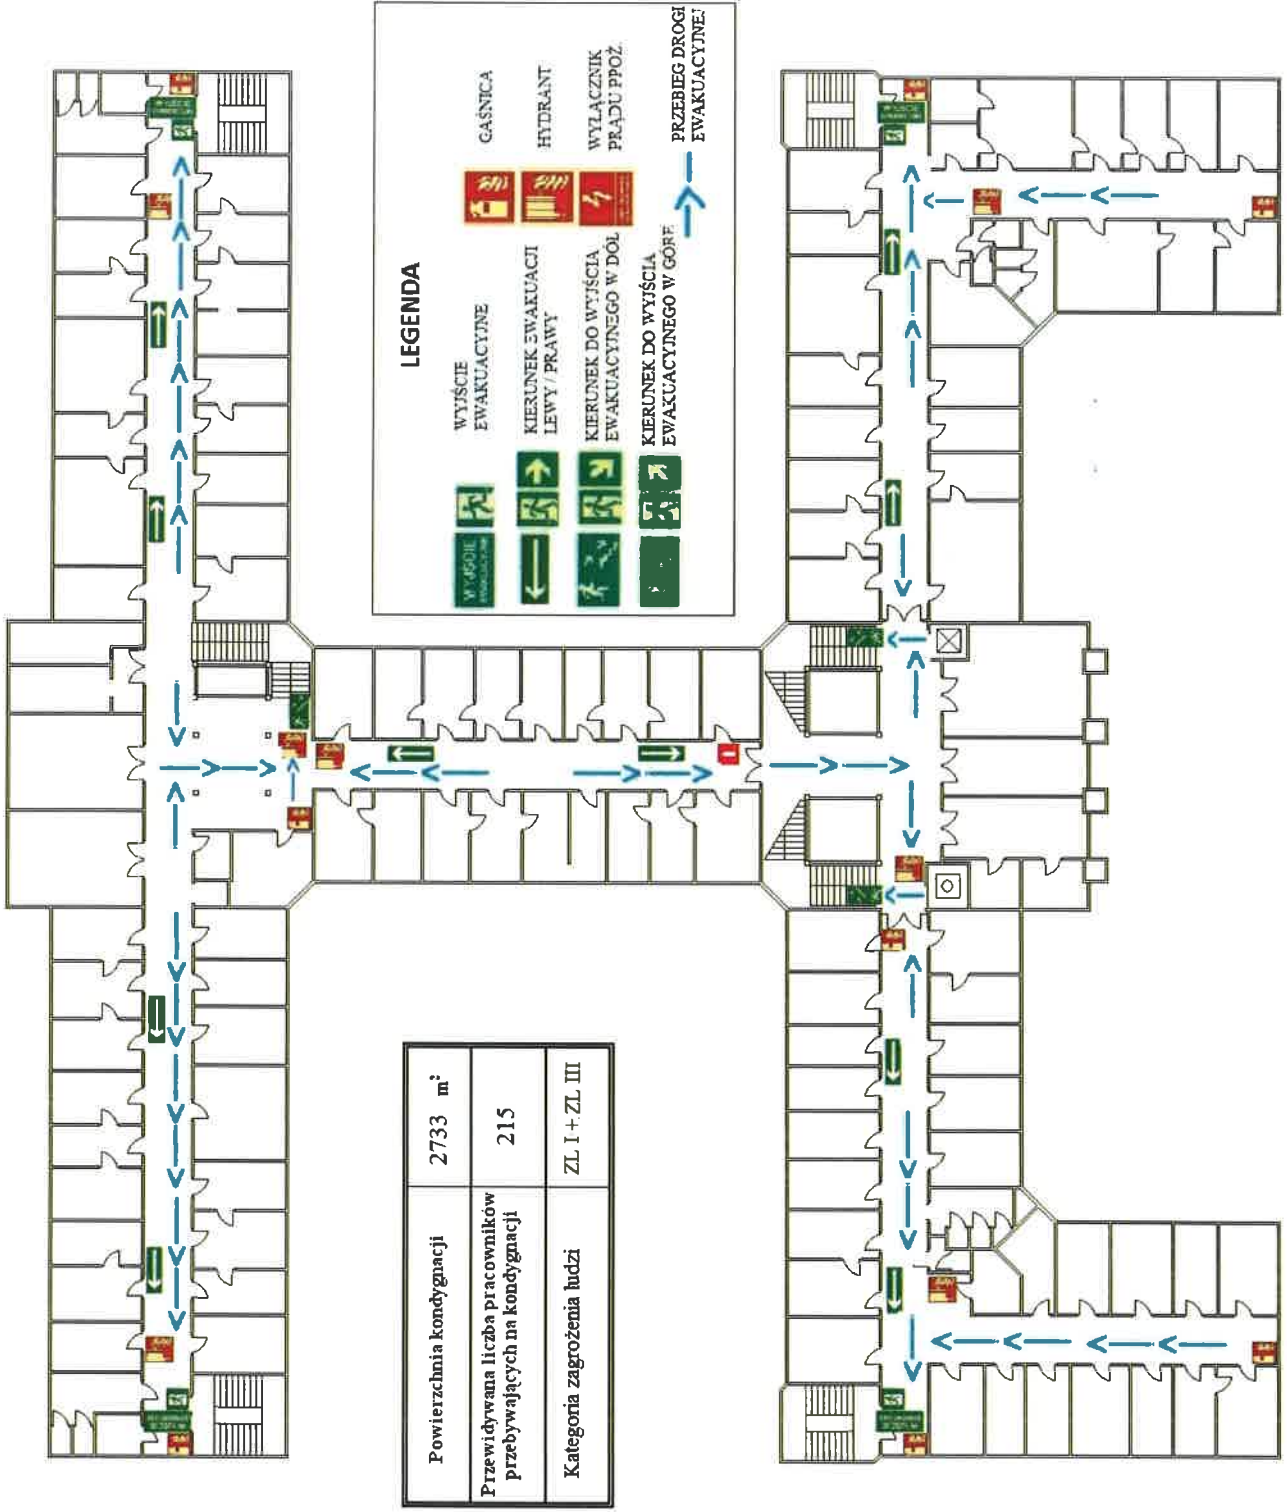 LEGENDA
WYJŚCIE
EWAKUACYJNE
KIERUNEK EWAKUACJI
LEWY / PRAWY
KIERUNEK DO WYJŚCIA
EWAKUACYJNEGO W DÓŁ
KIERUNEK DO WYJŚCIA
EWAKUACYJNEGO W GÓRĘ
GAŚNICA
HYDRANT
WYŁĄCZNIK
PRĄDU PPOŻ.
PRZEBIEG DROGI
EWAKUACYJNEJ
Powierzchnia kondygnacji 2733 m²
Przewidywana liczba pracowników
przebywających na kondygnacji 215
Kategoria zagrożenia ludzi ZL I + ZL III